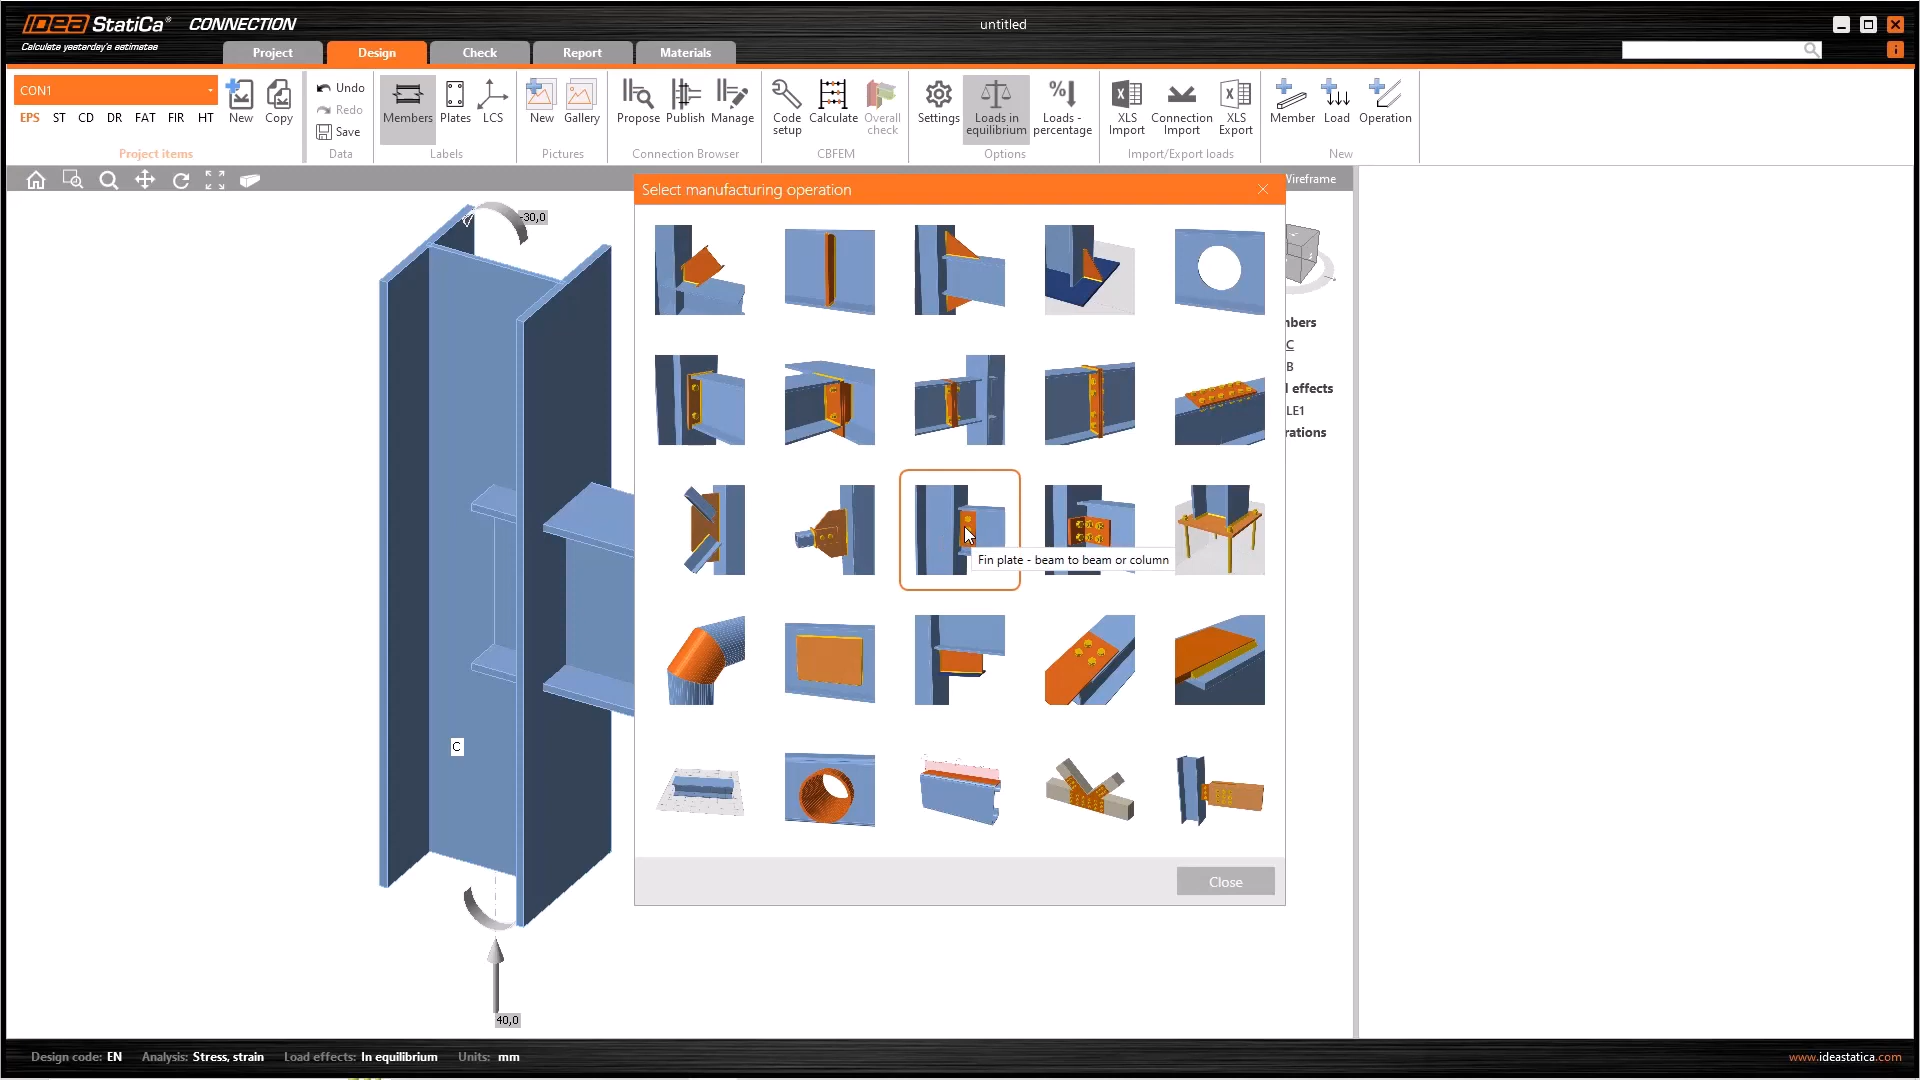 IDEA StatiCa® CONNECTION
Calculate yesterday's estimates
untitled
Project
Design
Check
Report
Materials
i
CON1
EPS ST CD DR FAT FIR HT
New
Copy
Project items
Undo
Redo
Save
Data
Members
Plates
LCS
Labels
New
Gallery
Pictures
Propose
Publish
Manage
Connection Browser
Code setup
Calculate
Overall check
CBFEM
Settings
Loads in equilibrium
Loads - percentage
Options
XLS Import
Connection Import
XLS Export
Import/Export loads
Member
Load
Operation
New
Select manufacturing operation
Wireframe
-30,0
C
40,0
Fin plate - beam to beam or column
nbers
C
B
l effects
LE1
rations
Close
Design code: EN Analysis: Stress, strain Load effects: In equilibrium Units: mm
www.ideastatica.com